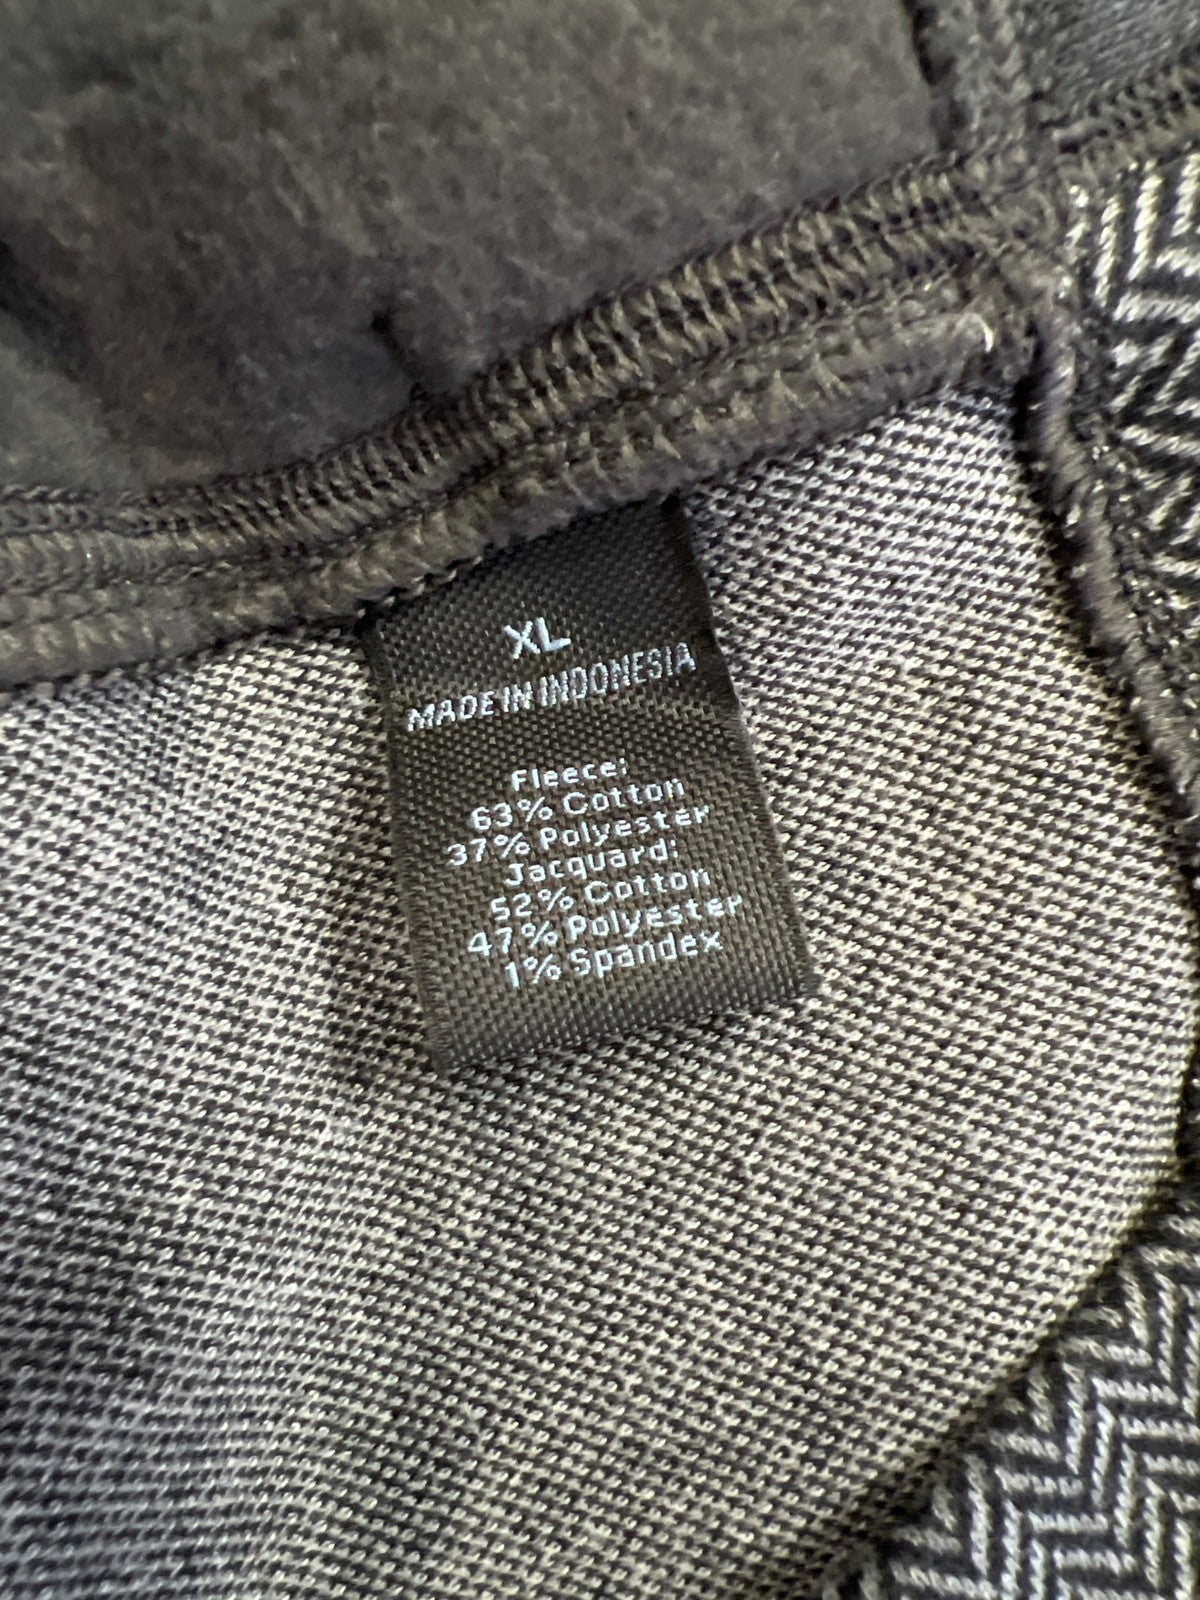 XL
MADE IN INDONESIA
Fleece:
63% Cotton
37% Polyester
Jacquard:
52% Cotton
47% Polyester
1% Spandex